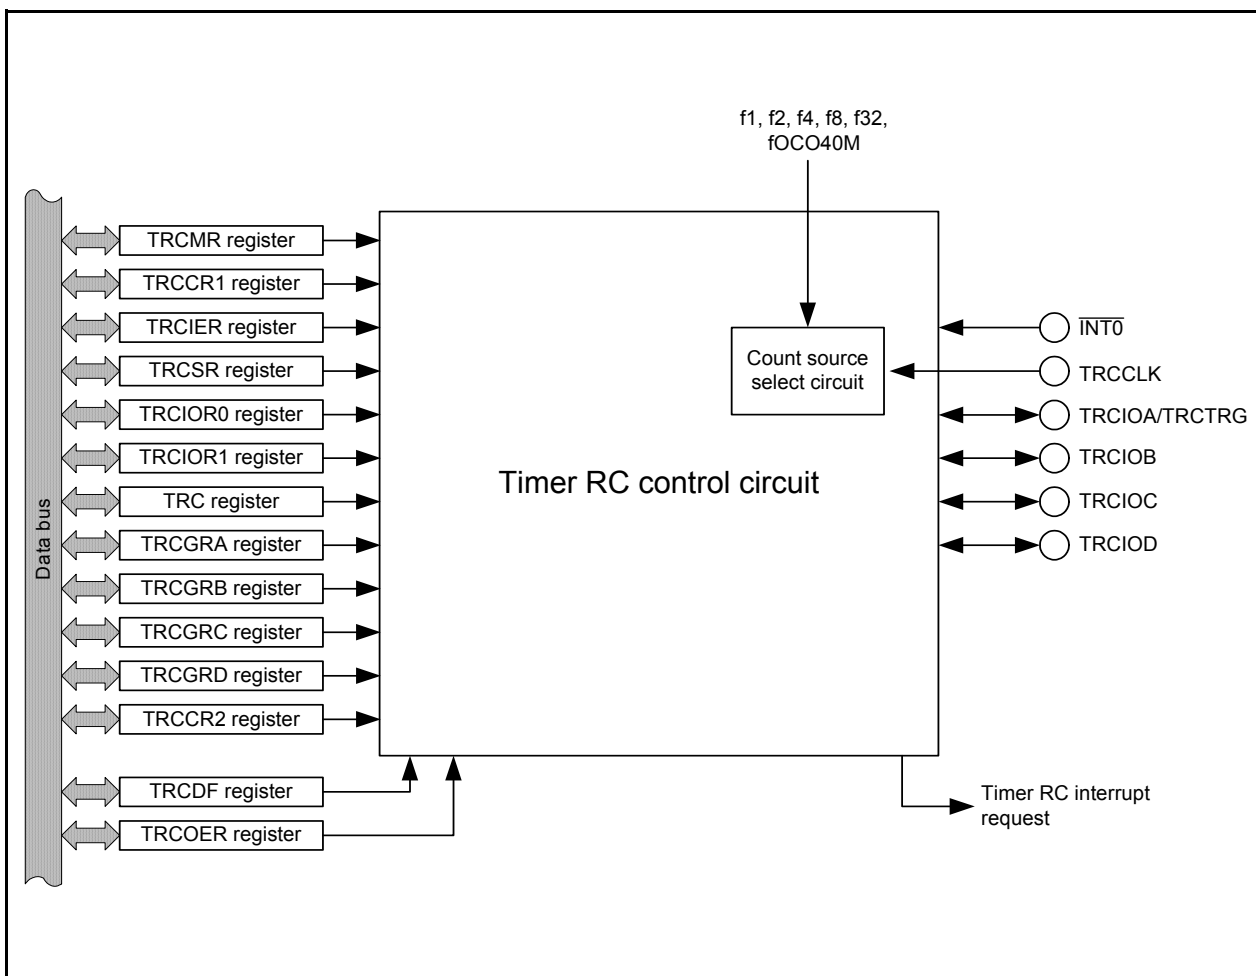 f1, f2, f4, f8, f32,
fOCO40M
Data bus
TRCMR register
TRCCR1 register
TRCIER register
TRCSR register
TRCIOR0 register
TRCIOR1 register
TRC register
TRCGRA register
TRCGRB register
TRCGRC register
TRCGRD register
TRCCR2 register
TRCDF register
TRCOER register
Timer RC control circuit
Count source
select circuit
INT0
TRCCLK
TRCIOA/TRCTRG
TRCIOB
TRCIOC
TRCIOD
Timer RC interrupt
request